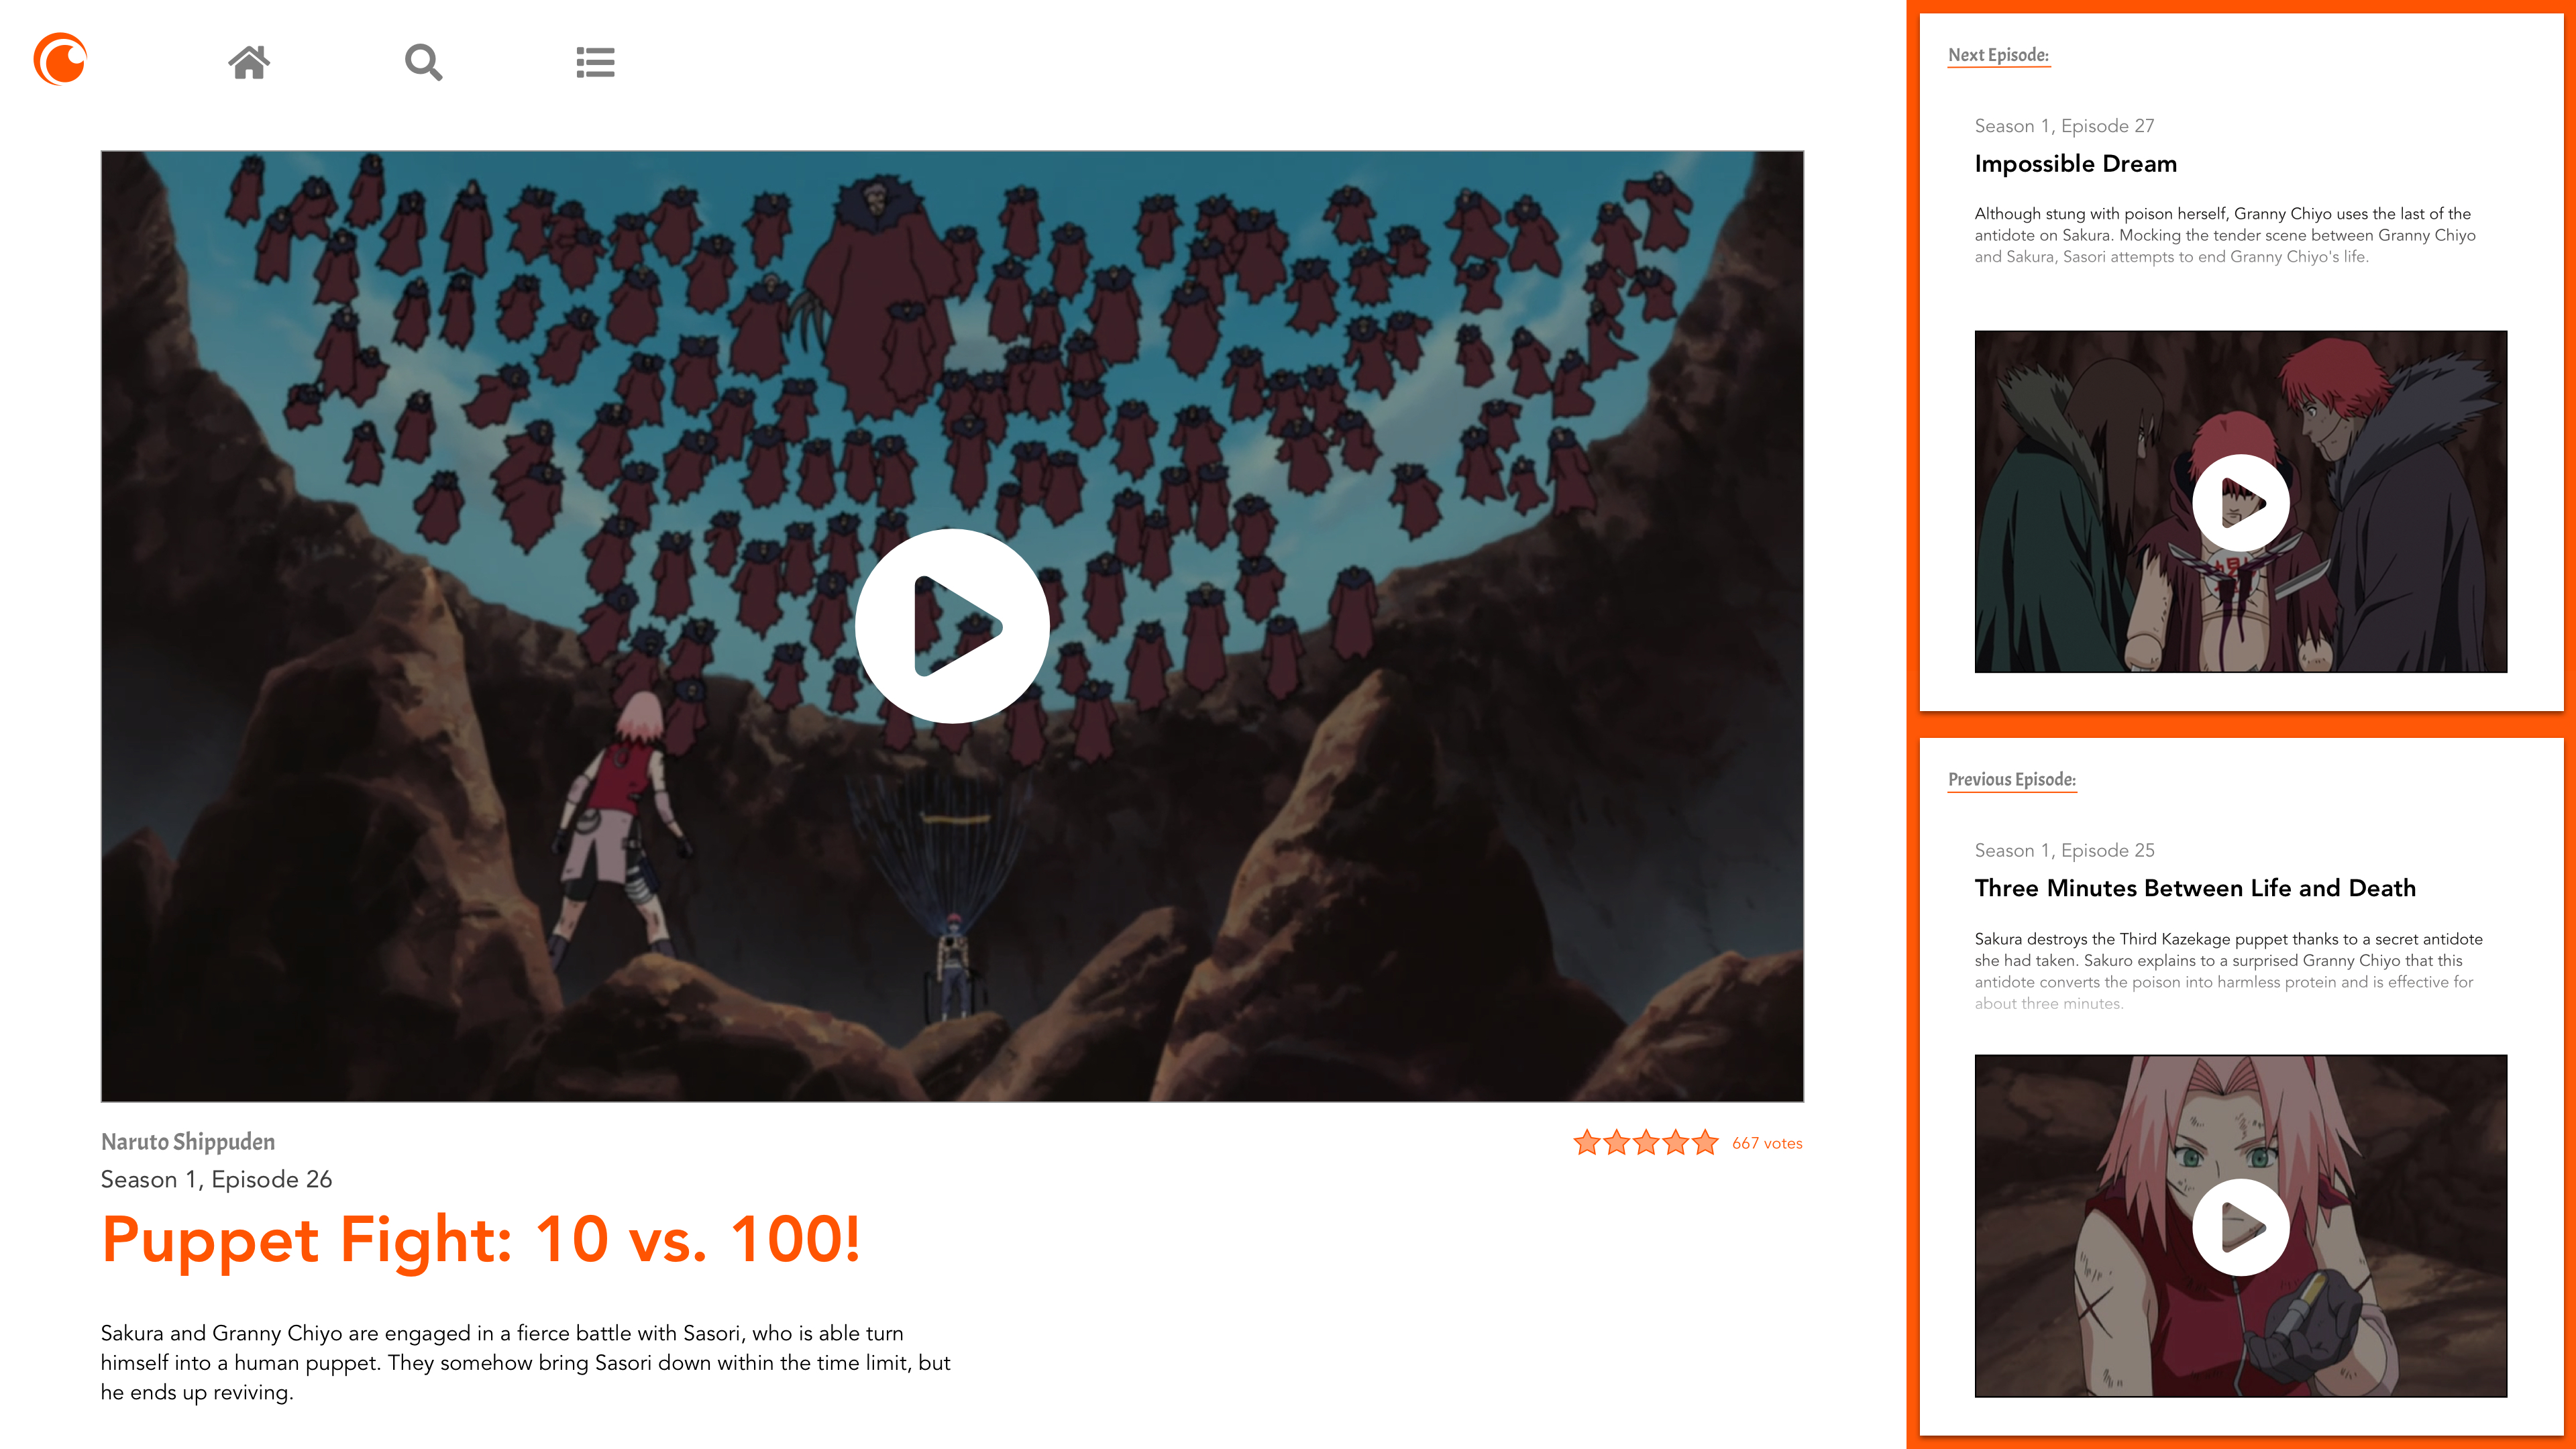 Naruto Shippuden
667 votes
Season 1, Episode 26
Puppet Fight: 10 vs. 100!
Sakura and Granny Chiyo are engaged in a fierce battle with Sasori, who is able turn
himself into a human puppet. They somehow bring Sasori down within the time limit, but
he ends up reviving.
Next Episode:
Season 1, Episode 27
Impossible Dream
Although stung with poison herself, Granny Chiyo uses the last of the
antidote on Sakura. Mocking the tender scene between Granny Chiyo
and Sakura, Sasori attempts to end Granny Chiyo's life.
Previous Episode:
Season 1, Episode 25
Three Minutes Between Life and Death
Sakura destroys the Third Kazekage puppet thanks to a secret antidote
she had taken. Sakuro explains to a surprised Granny Chiyo that this
antidote converts the poison into harmless protein and is effective for
about three minutes.